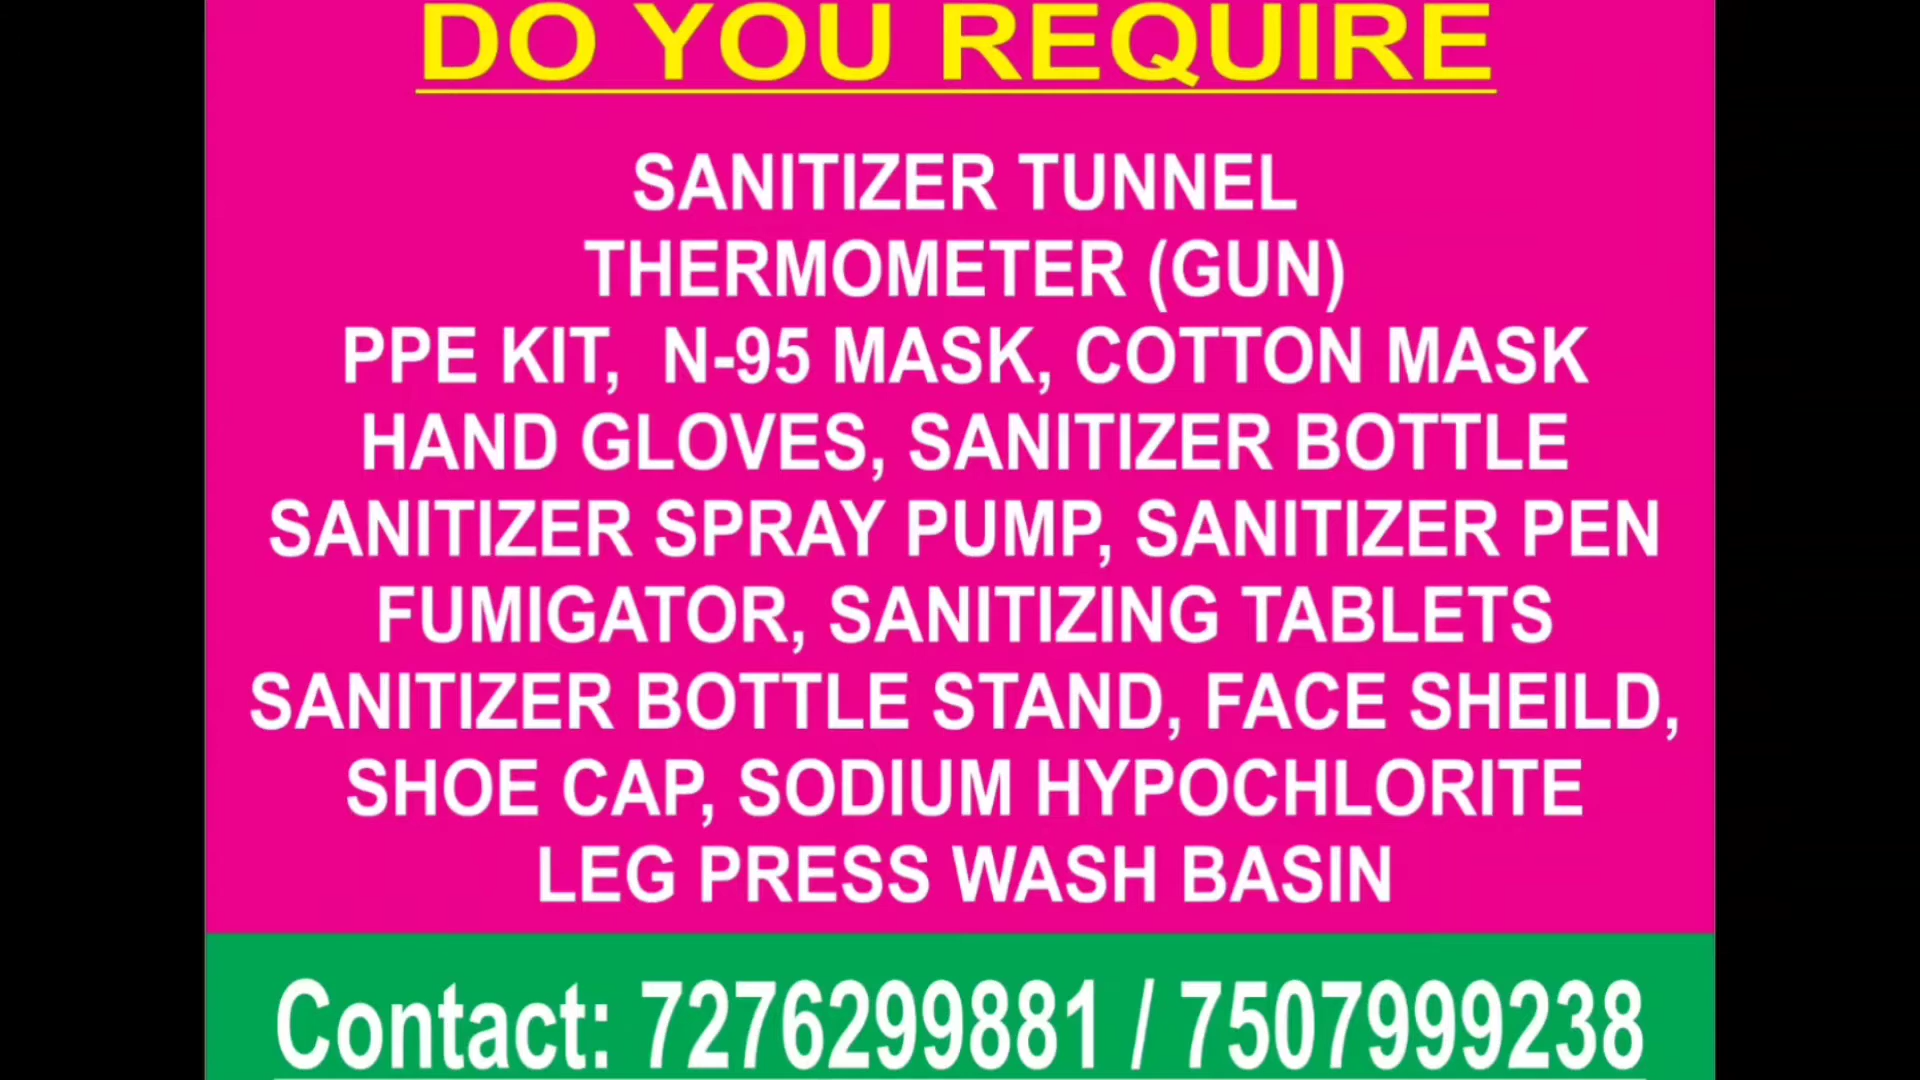 DO YOU REQUIRE
SANITIZER TUNNEL
THERMOMETER (GUN)
PPE KIT, N-95 MASK, COTTON MASK
HAND GLOVES, SANITIZER BOTTLE
SANITIZER SPRAY PUMP, SANITIZER PEN
FUMIGATOR, SANITIZING TABLETS
SANITIZER BOTTLE STAND, FACE SHEILD,
SHOE CAP, SODIUM HYPOCHLORITE
LEG PRESS WASH BASIN
Contact: 7276299881 / 7507999238